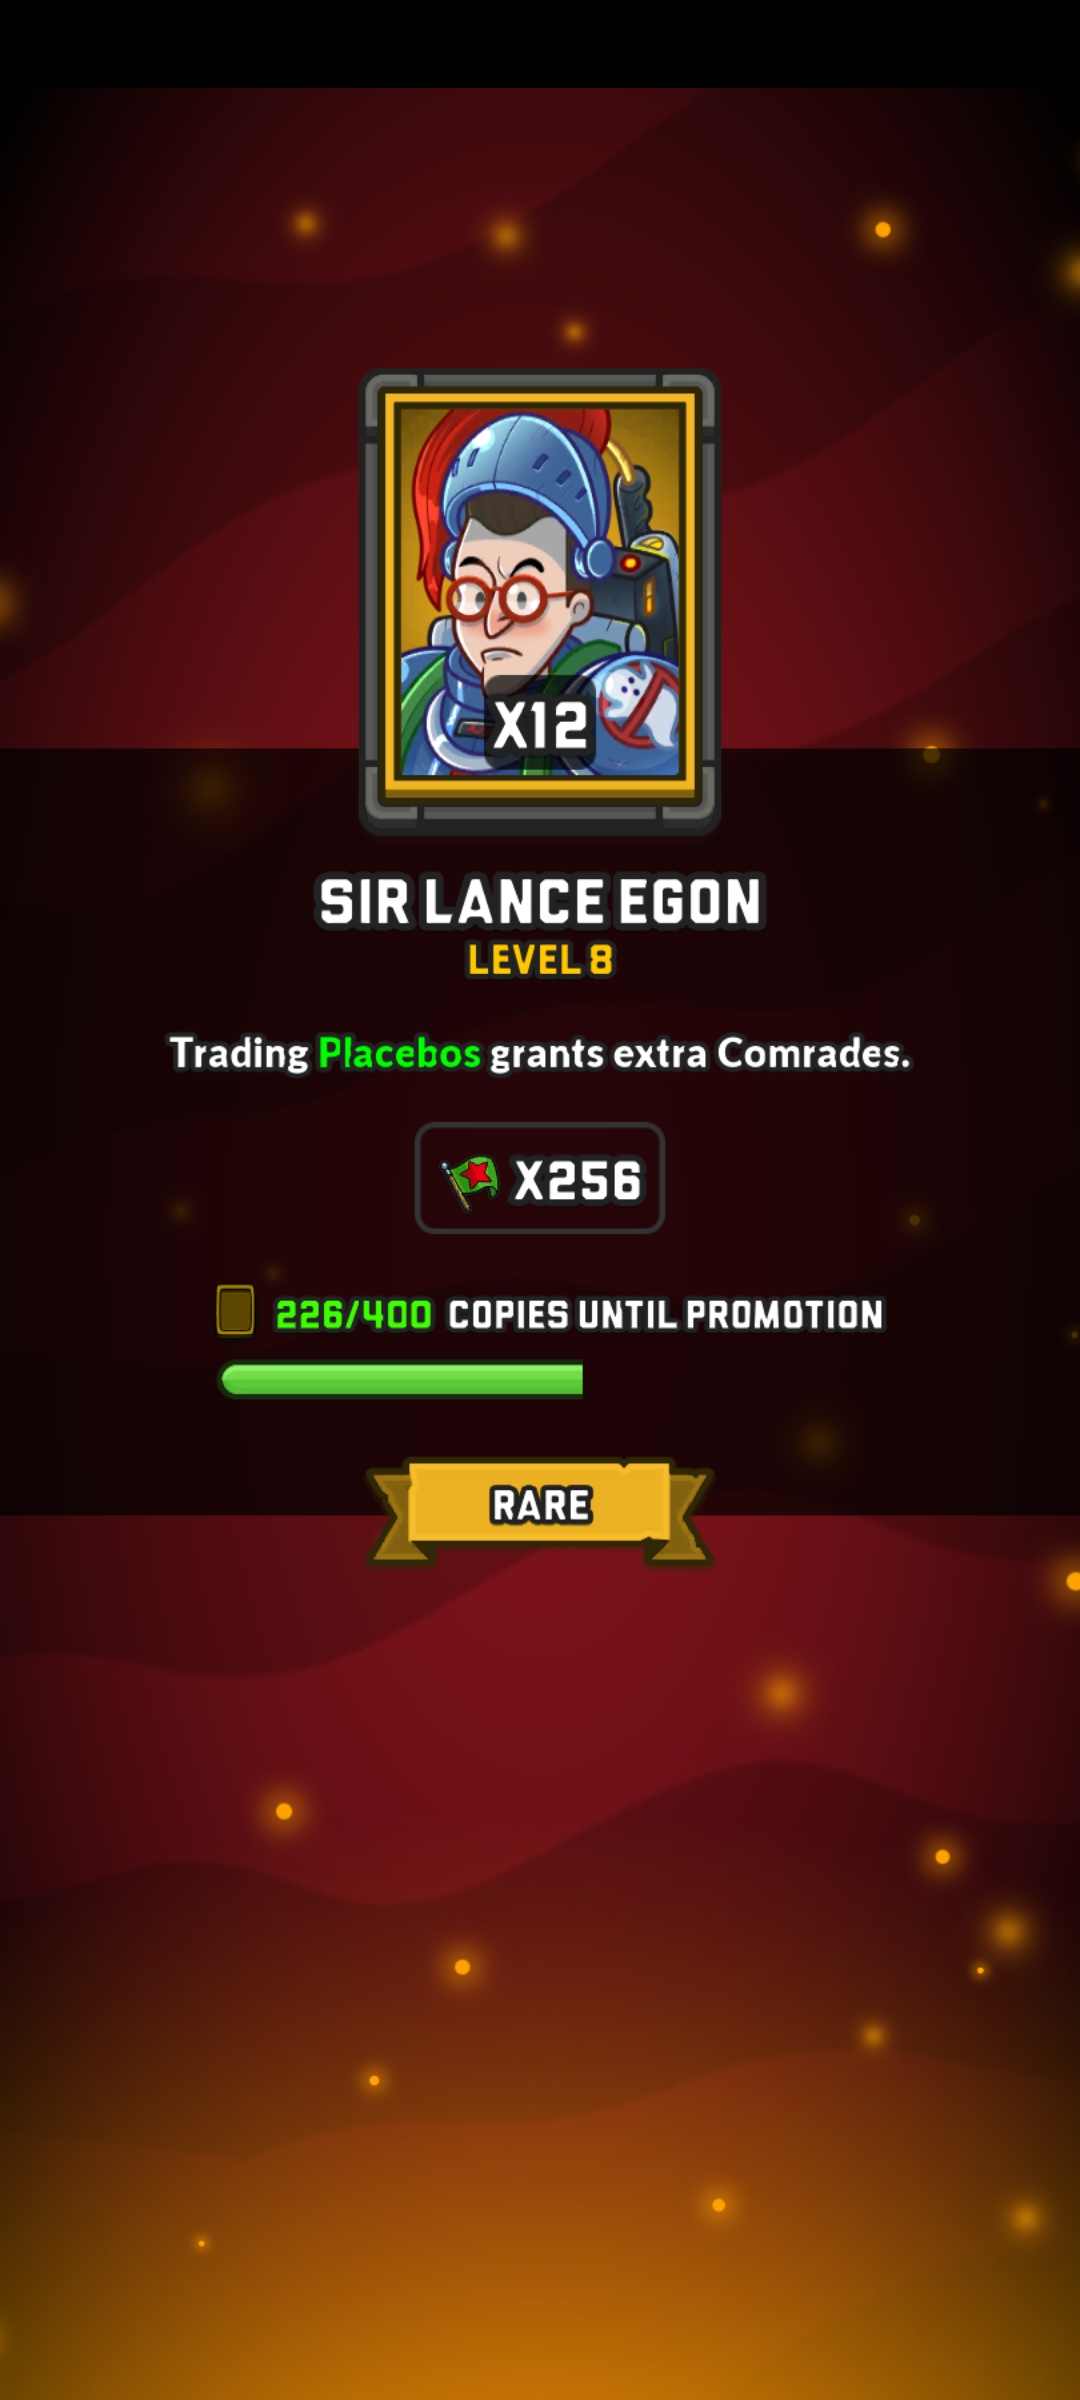 X12
SIR LANCE EGON
LEVEL 8
Trading Placebos grants extra Comrades.
X256
226/400 COPIES UNTIL PROMOTION
RARE